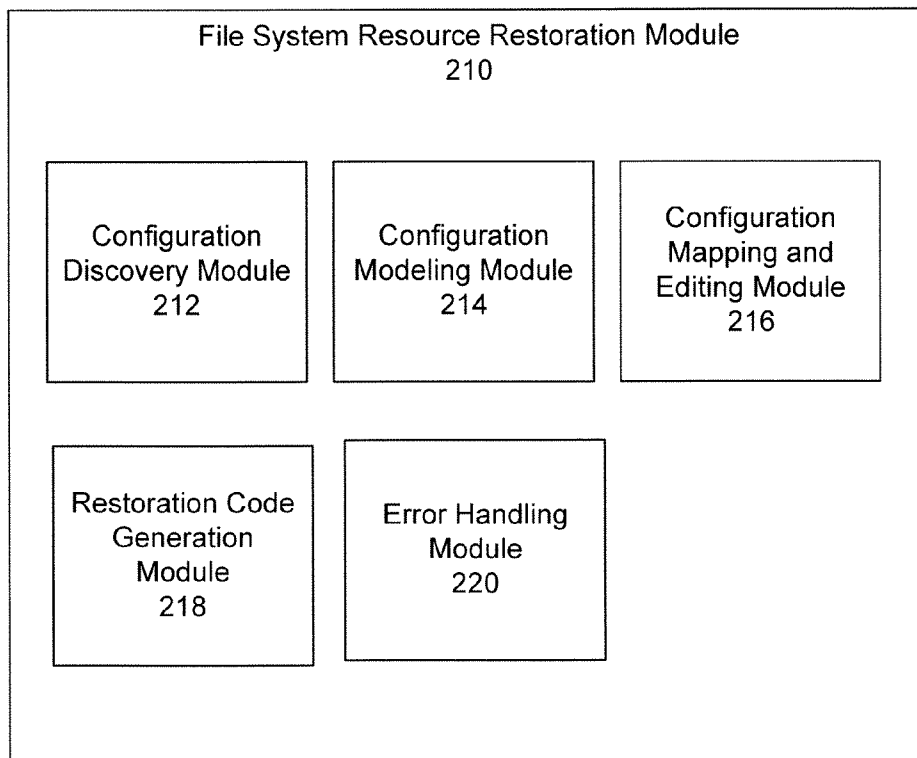 File System Resource Restoration Module
210
Configuration
Discovery Module
212
Configuration
Modeling Module
214
Configuration
Mapping and
Editing Module
216
Restoration Code
Generation
Module
218
Error Handling
Module
220